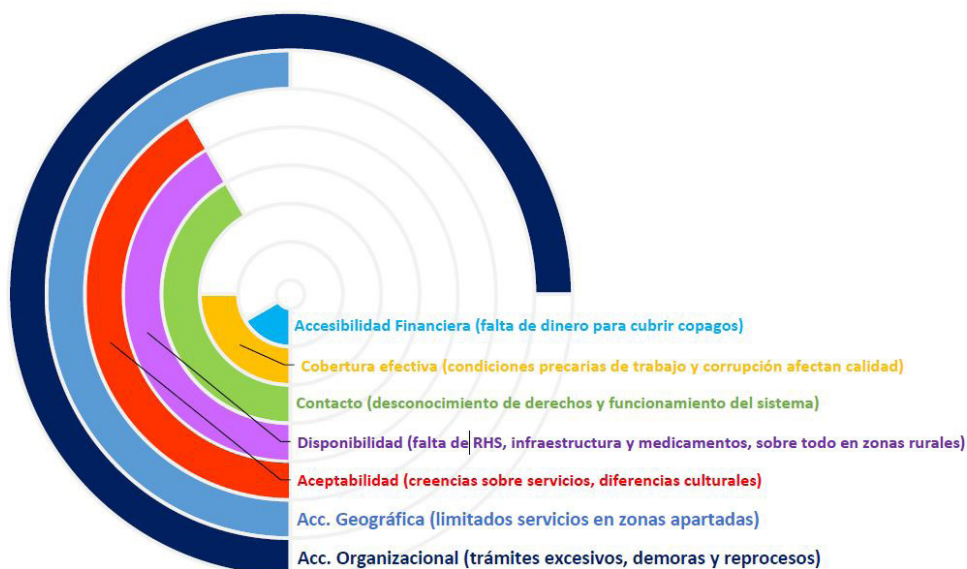 Accesibilidad Financiera (falta de dinero para cubrir copagos)
Cobertura efectiva (condiciones precarias de trabajo y corrupción afectan calidad)
Contacto (desconocimiento de derechos y funcionamiento del sistema)
Disponibilidad (falta de RHS, infraestructura y medicamentos, sobre todo en zonas rurales)
Aceptabilidad (creencias sobre servicios, diferencias culturales)
Acc. Geográfica (limitados servicios en zonas apartadas)
Acc. Organizacional (trámites excesivos, demoras y reprocesos)